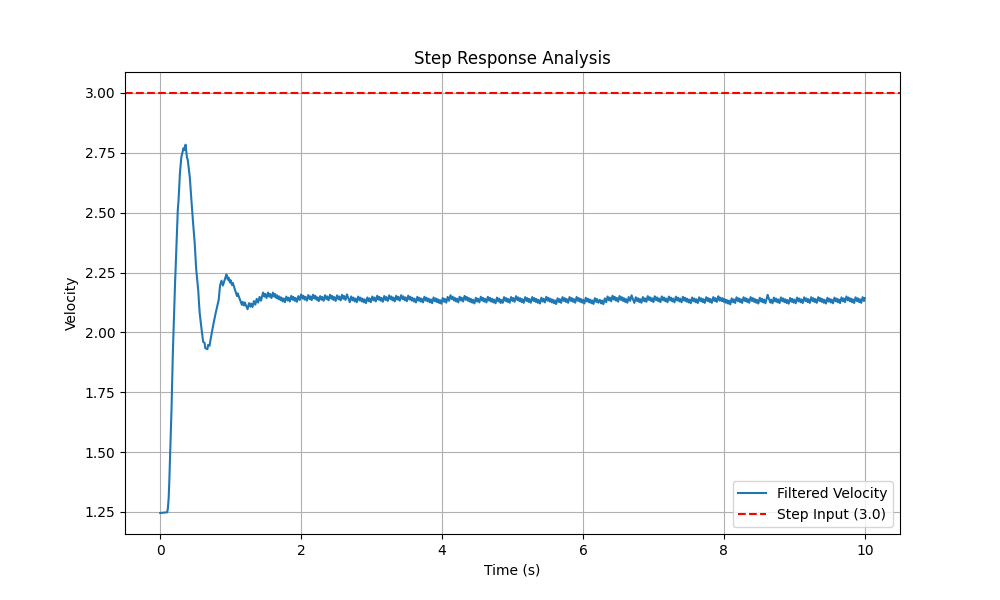 Step Response Analysis
3.00
2.75
2.50
2.25
2.00
1.75
1.50
1.25
Velocity
Filtered Velocity
Step Input (3.0)
0 2 4 6 8 10
Time (s)